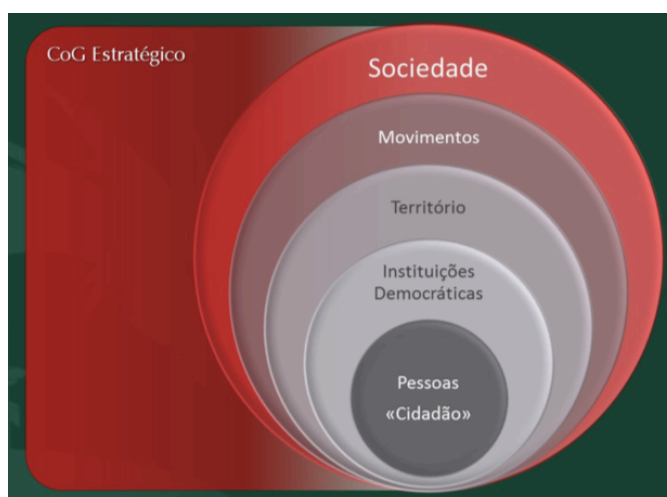 CoG Estratégico
Sociedade
Movimentos
Território
Instituições
Democráticas
Pessoas
«Cidadão»